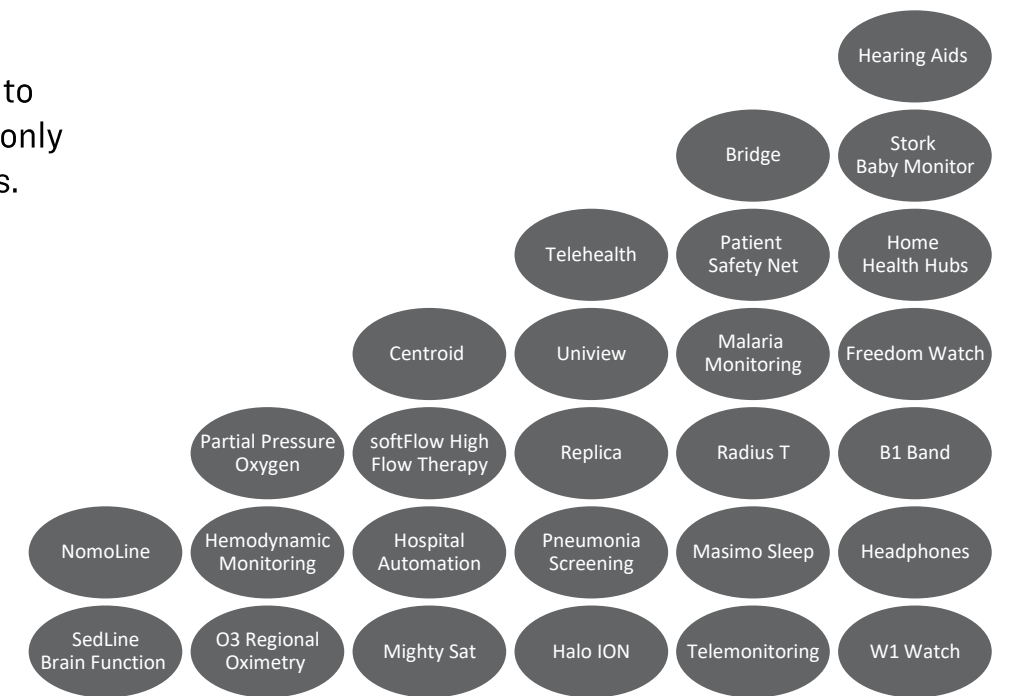 to
only
s.
Hearing Aids
Bridge
Stork
Baby Monitor
Telehealth
Patient
Safety Net
Home
Health Hubs
Centroid
Uniview
Malaria
Monitoring
Freedom Watch
Partial Pressure
Oxygen
softFlow High
Flow Therapy
Replica
Radius T
B1 Band
NomoLine
Hemodynamic
Monitoring
Hospital
Automation
Pneumonia
Screening
Masimo Sleep
Headphones
SedLine
Brain Function
O3 Regional
Oximetry
Mighty Sat
Halo ION
Telemonitoring
W1 Watch